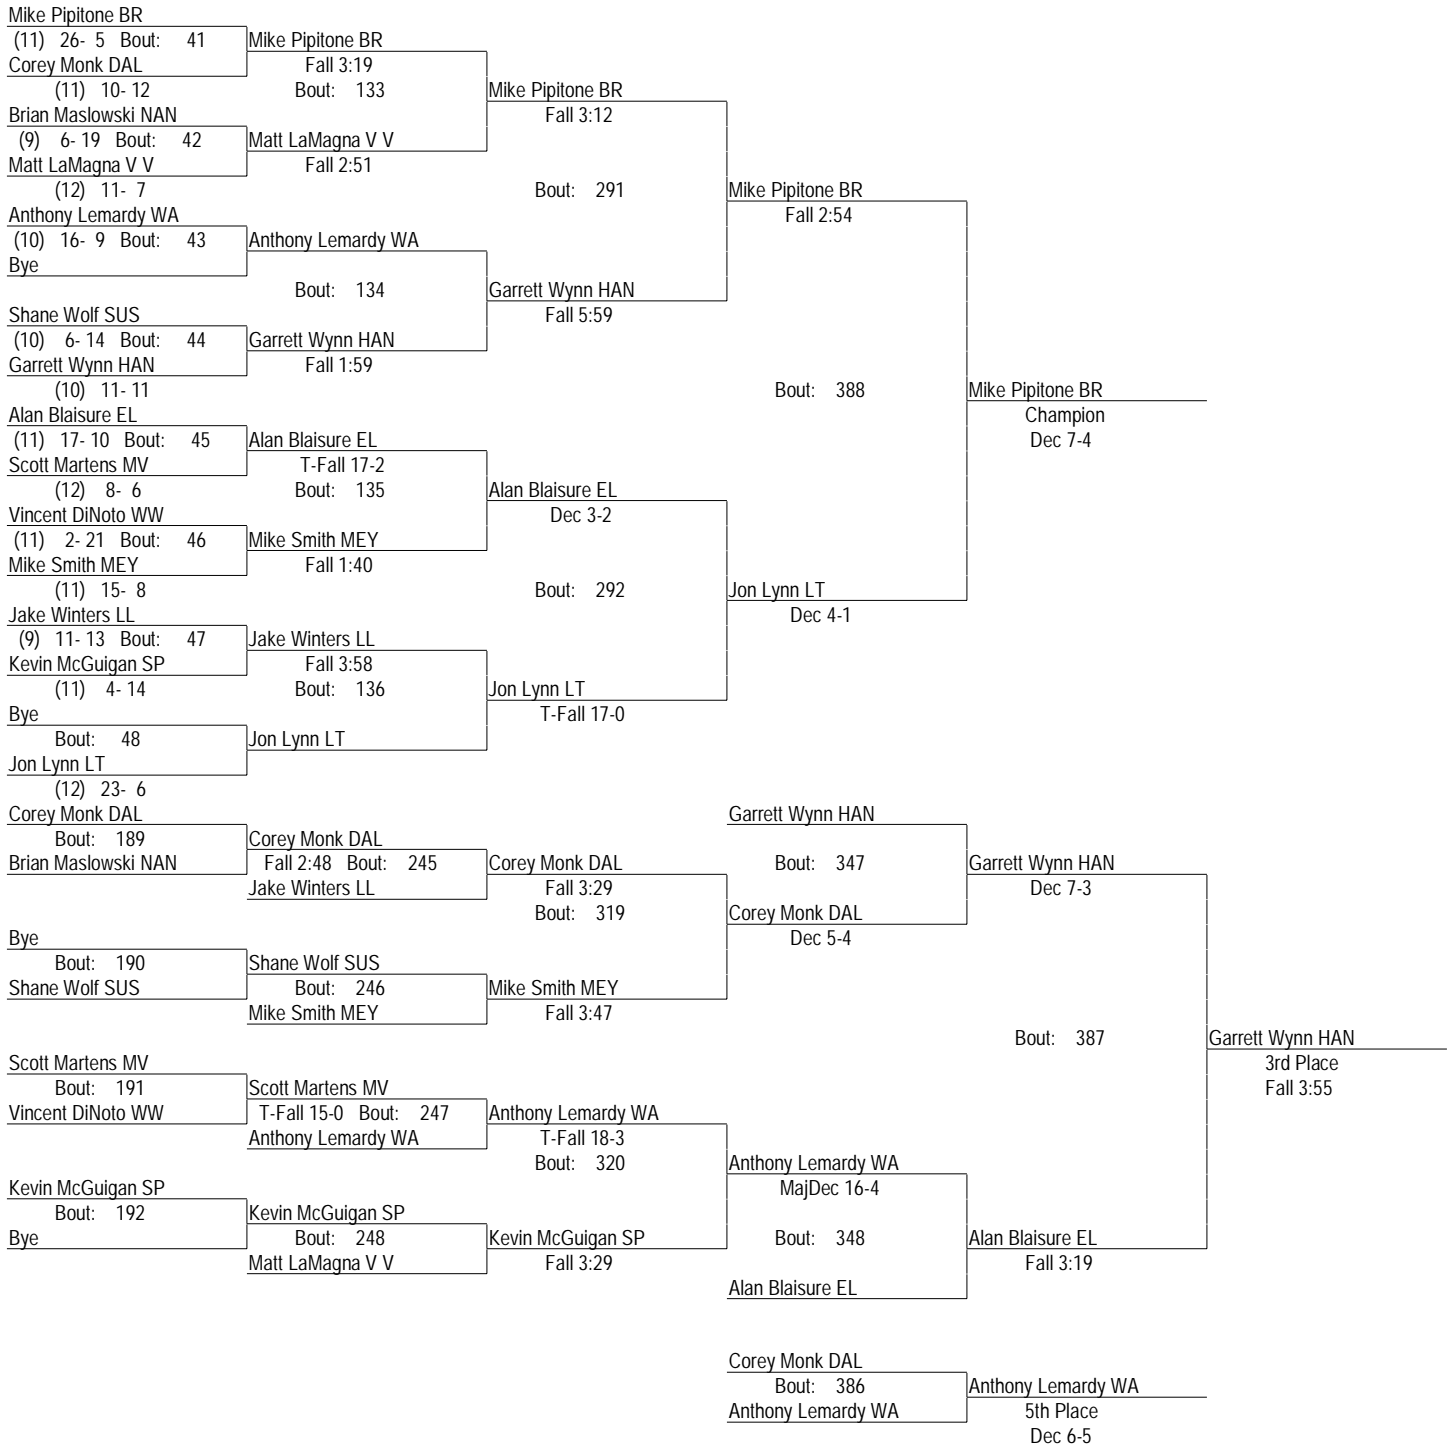 Mike Pipitone BR
(11) 26- 5 Bout: 41 Mike Pipitone BR
Corey Monk DAL Fall 3:19
(11) 10- 12 Bout: 133 Mike Pipitone BR
Brian Maslowski NAN Fall 3:12
(9) 6- 19 Bout: 42 Matt LaMagna V V
Matt LaMagna V V Fall 2:51
(12) 11- 7 Bout: 291 Mike Pipitone BR
Anthony Lemardy WA Fall 2:54
(10) 16- 9 Bout: 43 Anthony Lemardy WA
Bye
Bout: 134 Garrett Wynn HAN
Shane Wolf SUS Fall 5:59
(10) 6- 14 Bout: 44 Garrett Wynn HAN
Garrett Wynn HAN Fall 1:59
(10) 11- 11 Bout: 388 Mike Pipitone BR
Alan Blaisure EL Champion
(11) 17- 10 Bout: 45 Alan Blaisure EL Dec 7-4
Scott Martens MV T-Fall 17-2
(12) 8- 6 Bout: 135 Alan Blaisure EL
Vincent DiNoto WW Dec 3-2
(11) 2- 21 Bout: 46 Mike Smith MEY
Mike Smith MEY Fall 1:40
(11) 15- 8 Bout: 292 Jon Lynn LT
Jake Winters LL Dec 4-1
(9) 11- 13 Bout: 47 Jake Winters LL
Kevin McGuigan SP Fall 3:58
(11) 4- 14 Bout: 136 Jon Lynn LT
Bye T-Fall 17-0
Bout: 48 Jon Lynn LT
Jon Lynn LT
(12) 23- 6
Corey Monk DAL Garrett Wynn HAN
Bout: 189 Corey Monk DAL
Brian Maslowski NAN Fall 2:48 Bout: 245 Corey Monk DAL Bout: 347 Garrett Wynn HAN
Jake Winters LL Fall 3:29 Dec 7-3
Bout: 319 Corey Monk DAL
Bye Dec 5-4
Bout: 190 Shane Wolf SUS
Shane Wolf SUS Bout: 246 Mike Smith MEY
Mike Smith MEY Fall 3:47
Bout: 387 Garrett Wynn HAN
Scott Martens MV 3rd Place
Bout: 191 Scott Martens MV Fall 3:55
Vincent DiNoto WW T-Fall 15-0 Bout: 247 Anthony Lemardy WA
Anthony Lemardy WA T-Fall 18-3
Bout: 320 Anthony Lemardy WA
Kevin McGuigan SP MajDec 16-4
Bout: 192 Kevin McGuigan SP
Bye Bout: 248 Kevin McGuigan SP Bout: 348 Alan Blaisure EL
Matt LaMagna V V Fall 3:29 Fall 3:19
Alan Blaisure EL
Corey Monk DAL
Bout: 386 Anthony Lemardy WA
Anthony Lemardy WA 5th Place
Dec 6-5